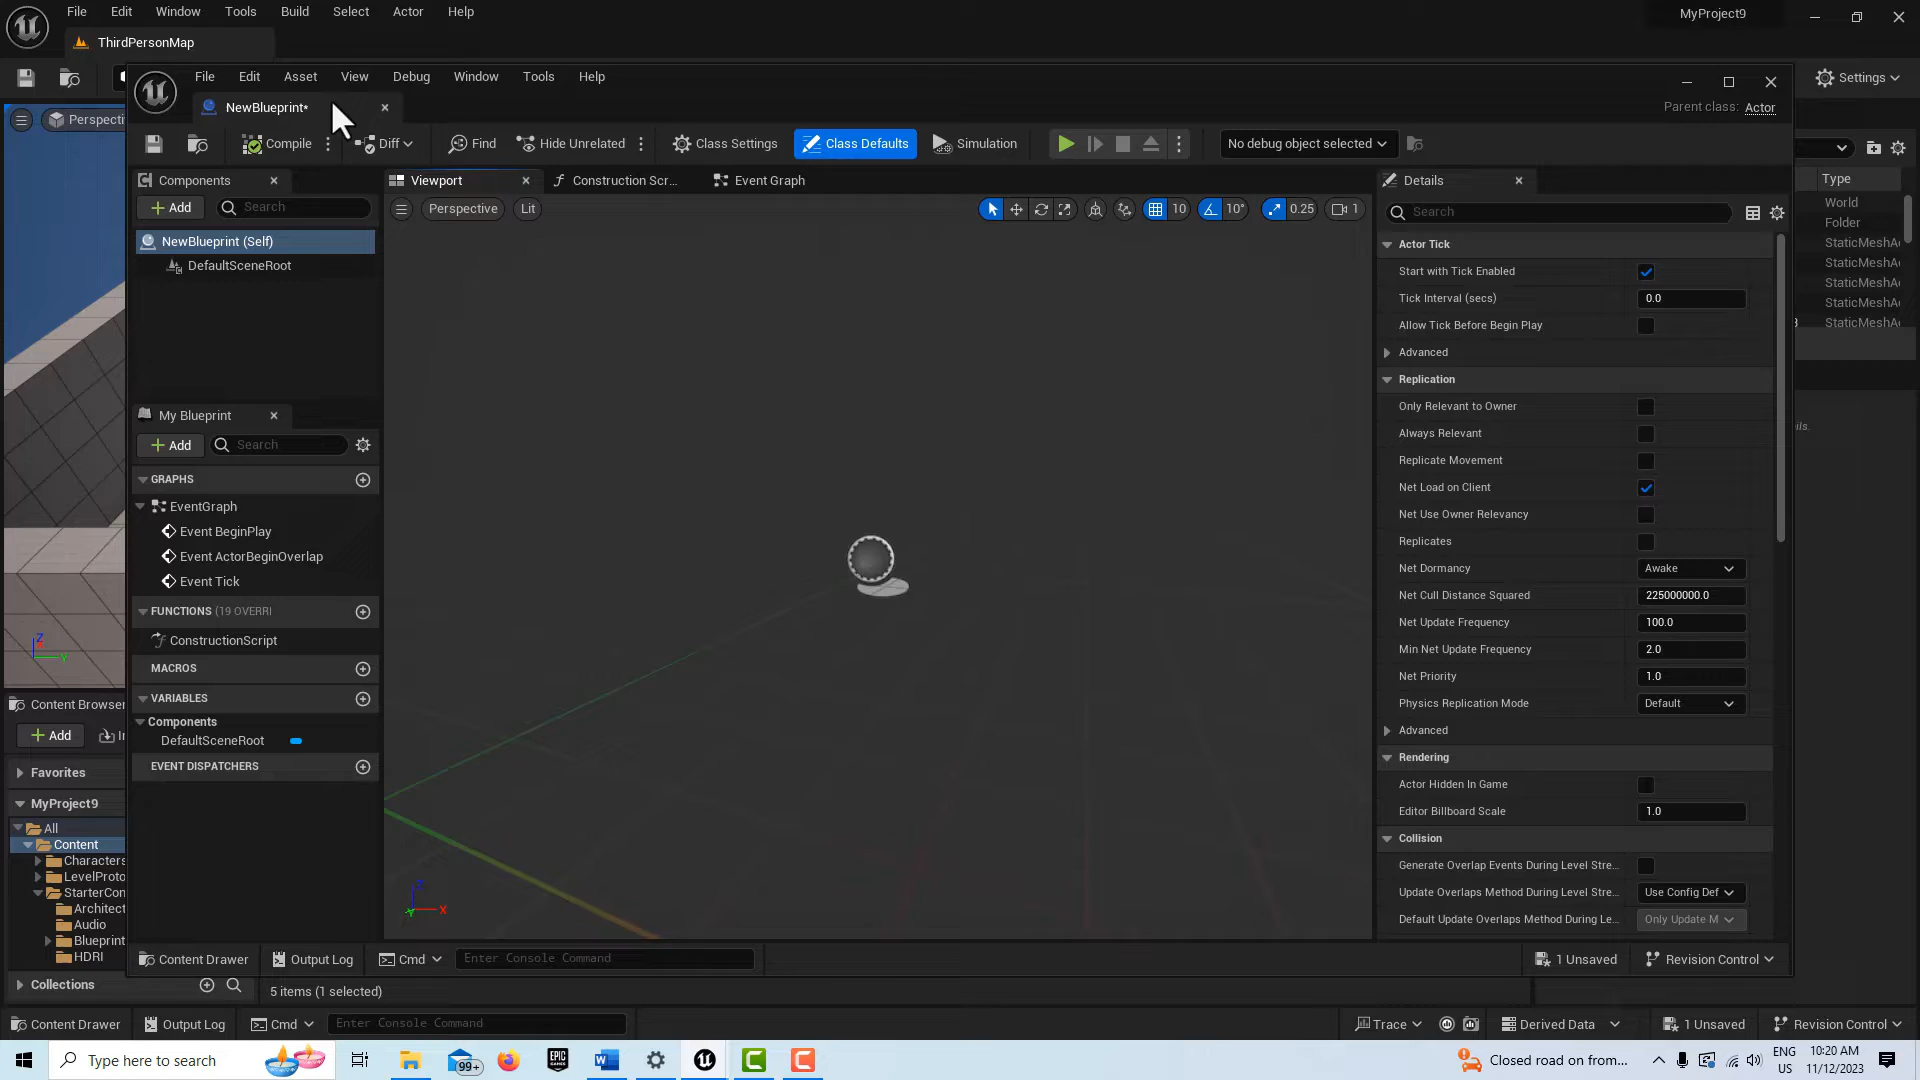 File Edit Window Tools Build Select Actor Help
MyProject9
ThirdPersonMap
Settings
File Edit Asset View Debug Window Tools Help
NewBlueprint*
Parent class: Actor
Compile Diff Find Hide Unrelated Class Settings Class Defaults Simulation No debug object selected
Perspecti
Components
Viewport Construction Scr... Event Graph
Details
Type
Add Search
Perspective Lit
10 10° 0.25 1
Search
World
Folder
StaticMeshAc
StaticMeshAc
StaticMeshAc
StaticMeshAc
StaticMeshAc
NewBlueprint (Self)
DefaultSceneRoot
My Blueprint
Add Search
GRAPHS
EventGraph
Event BeginPlay
Event ActorBeginOverlap
Event Tick
FUNCTIONS (19 OVERRI
ConstructionScript
MACROS
VARIABLES
Components
DefaultSceneRoot
EVENT DISPATCHERS
Z
X
Y
Z
Y
X
Actor Tick
Start with Tick Enabled
Tick Interval (secs) 0.0
Allow Tick Before Begin Play
Advanced
Replication
Only Relevant to Owner
Always Relevant
Replicate Movement
Net Load on Client
Net Use Owner Relevancy
Replicates
Net Dormancy Awake
Net Cull Distance Squared 225000000.0
Net Update Frequency 100.0
Min Net Update Frequency 2.0
Net Priority 1.0
Physics Replication Mode Default
Advanced
Rendering
Actor Hidden In Game
Editor Billboard Scale 1.0
Collision
Generate Overlap Events During Level Stre...
Update Overlaps Method During Level Stre... Use Config Def
Default Update Overlaps Method During Le... Only Update M
ils.
Content Browser
Add
Favorites
MyProject9
All
Content
Characters
LevelProto
StarterCon
Architect
Audio
Blueprint
HDRI
Collections
Content Drawer Output Log Cmd Enter Console Command
1 Unsaved Revision Control
5 items (1 selected)
Content Drawer Output Log Cmd Enter Console Command
Trace Derived Data 1 Unsaved Revision Control
Type here to search
99+
EPIC GAMES
Closed road on from...
ENG
US
10:20 AM
11/12/2023